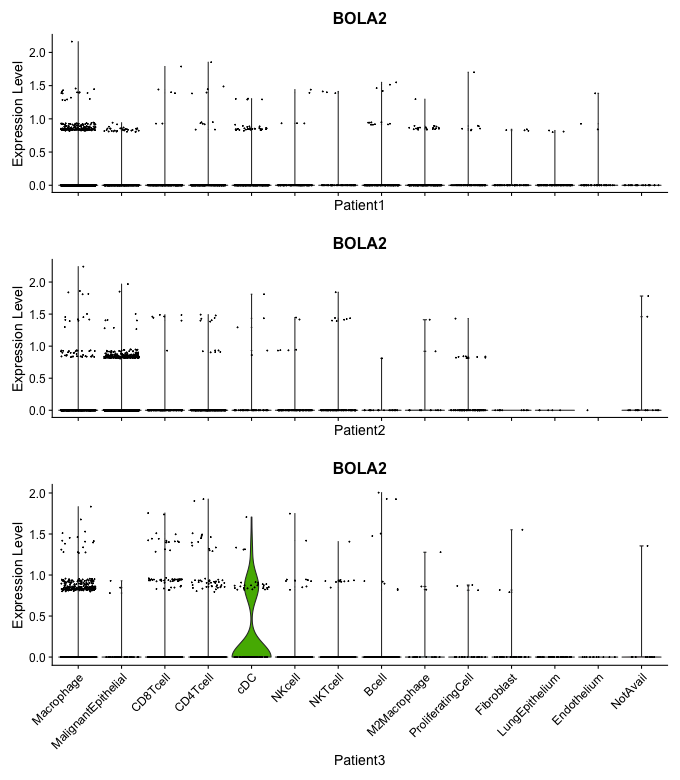 BOLA2
Expression Level
2.0
1.5
1.0
0.5
0.0
Patient1
BOLA2
Expression Level
2.0
1.5
1.0
0.5
0.0
Patient2
BOLA2
Expression Level
2.0
1.5
1.0
0.5
0.0
Macrophage
MalignantEpithelial
CD8Tcell
CD4Tcell
cDC
NKcell
NKTcell
Bcell
M2Macrophage
ProliferatingCell
Fibroblast
LungEpithelium
Endothelium
NotAvail
Patient3